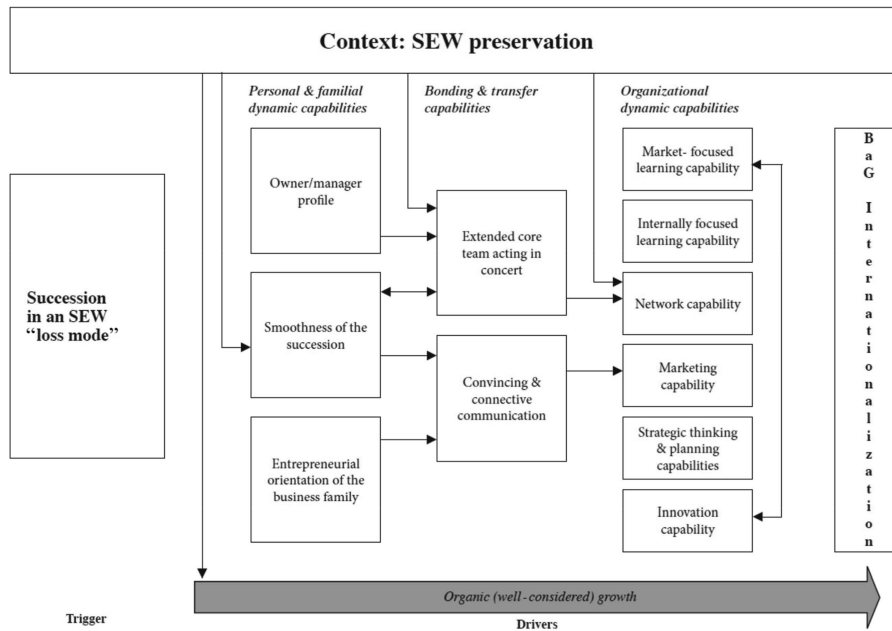 Context: SEW preservation
Personal & familial
dynamic capabilities
Bonding & transfer
capabilities
Organizational
dynamic capabilities
Succession
in an SEW
“loss mode”
Owner/manager
profile
Smoothness of the
succession
Entrepreneurial
orientation of the
business family
Extended core
team acting in
concert
Convincing &
connective
communication
Market- focused
learning capability
Internally focused
learning capability
Network capability
Marketing
capability
Strategic thinking
& planning
capabilities
Innovation
capability
BaG Internationalization
Organic (well-considered) growth
Trigger
Drivers